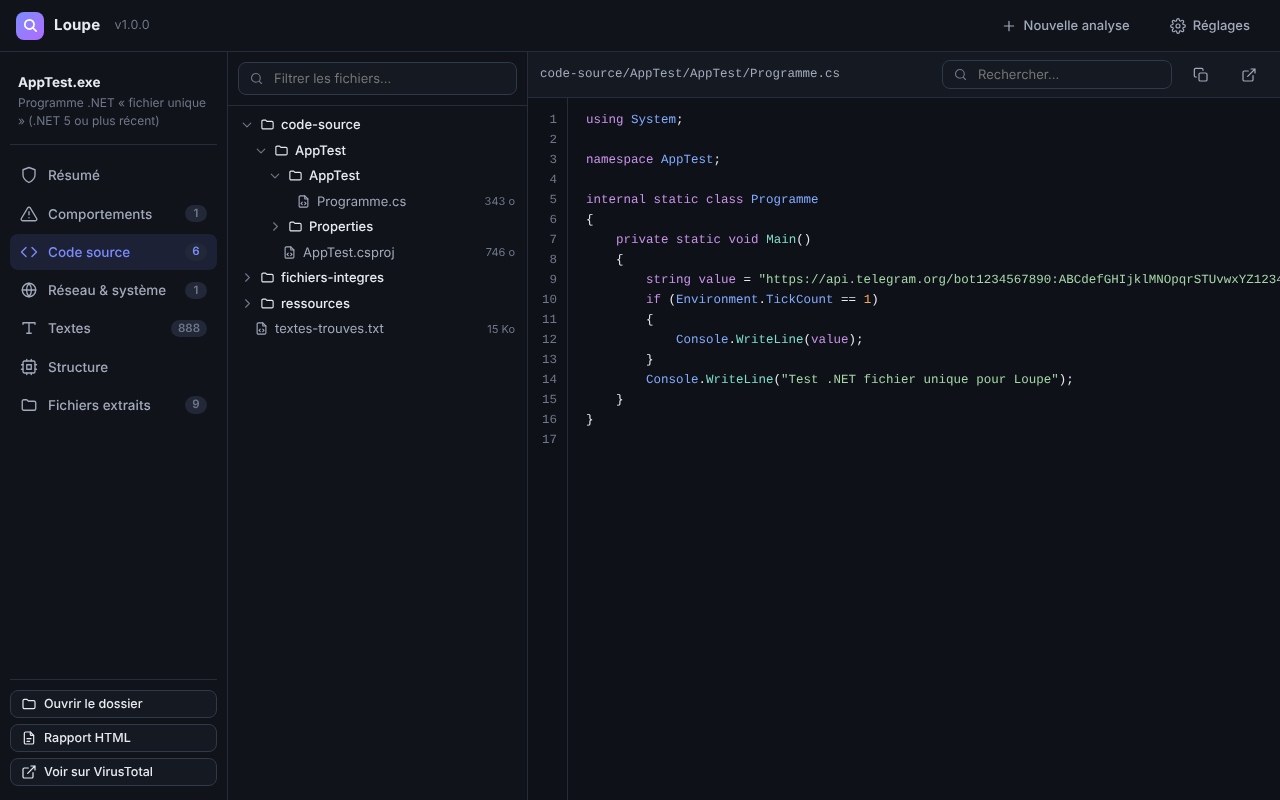 Loupe v1.0.0
Nouvelle analyse
Réglages
AppTest.exe
Programme .NET « fichier unique
» (.NET 5 ou plus récent)
Résumé
Comportements 1
Code source 6
Réseau & système 1
Textes 888
Structure
Fichiers extraits 9
Ouvrir le dossier
Rapport HTML
Voir sur VirusTotal
Filtrer les fichiers...
code-source
AppTest
AppTest
Programme.cs 343 o
Properties
AppTest.csproj 746 o
fichiers-integres
ressources
textes-trouves.txt 15 Ko
code-source/AppTest/AppTest/Programme.cs
Rechercher...
1 using System;
2
3 namespace AppTest;
4
5 internal static class Programme
6 {
7 private static void Main()
8 {
9 string value = "https://api.telegram.org/bot1234567890:ABCdefGHIjklMNOpqrSTUvwxYZ1234
10 if (Environment.TickCount == 1)
11 {
12 Console.WriteLine(value);
13 }
14 Console.WriteLine("Test .NET fichier unique pour Loupe");
15 }
16 }
17